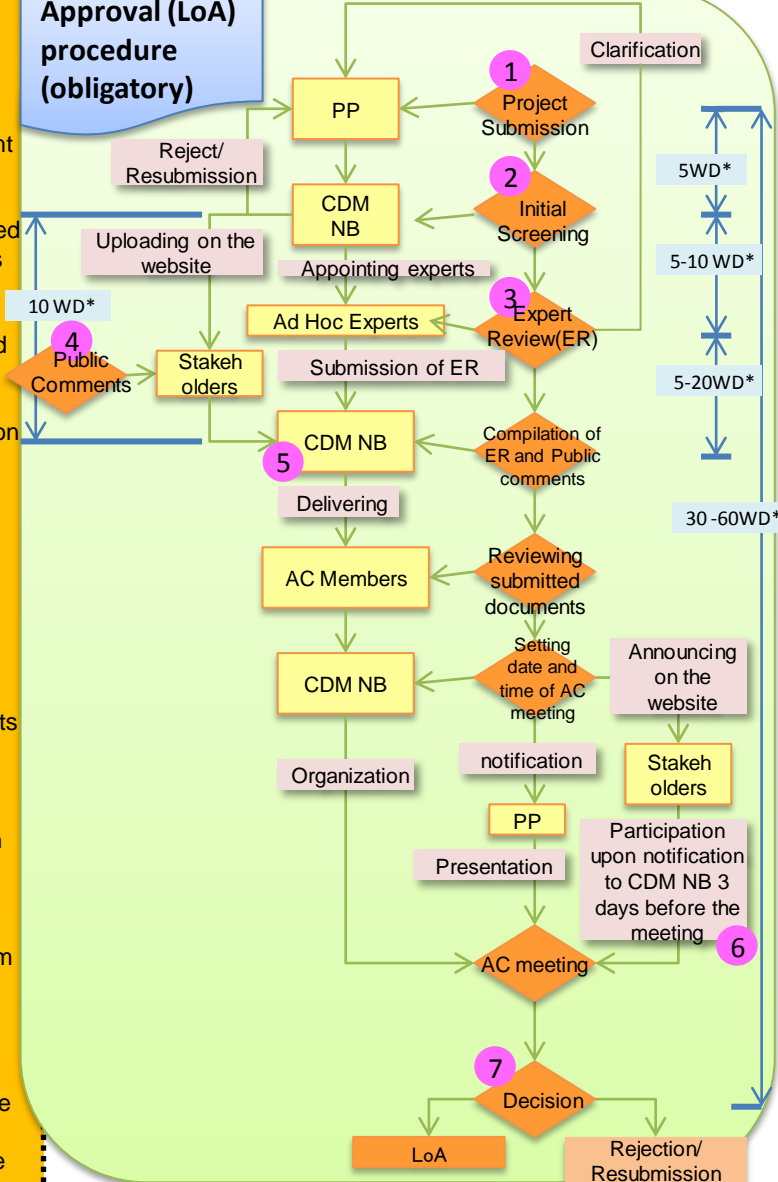 Approval (LoA)
procedure
(obligatory)
Clarification
1
Project
Submission
PP
nt
Reject/
Resubmission
5WD*
2
Initial
Screening
CDM
NB
ed
s
Uploading on the
website
Appointing experts
5-10 WD*
10 WD*
3
Expert
Review(ER)
Ad Hoc Experts
4
Public
Comments
d
Stakeh
olders
Submission of ER
5-20WD*
on
CDM NB
5
Compilation of
ER and Public
comments
Delivering
30 -60WD*
AC Members
Reviewing
submitted
documents
Setting
date and
time of AC
meeting
CDM NB
Announcing
on the
website
ts
Organization
notification
Stakeh
olders
PP
Participation
upon notification
to CDM NB 3
days before the
meeting
6
Presentation
m
AC meeting
7
Decision
e
e
LoA
Rejection/
Resubmission